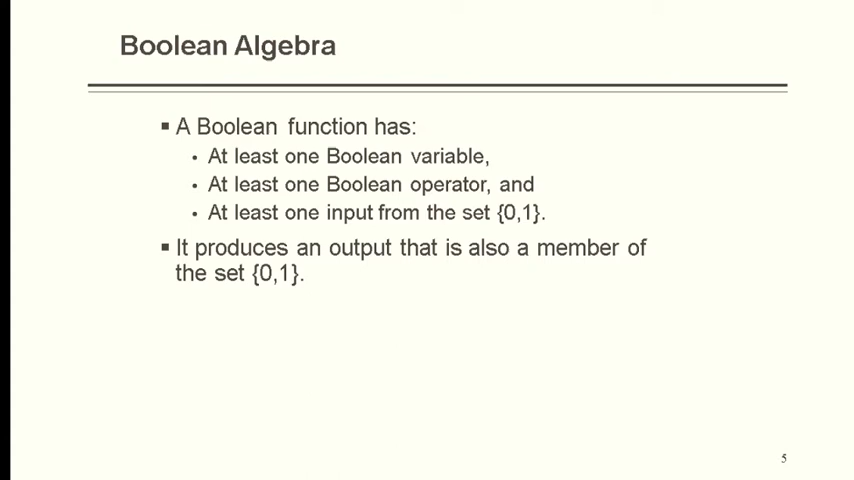 Boolean Algebra
▪ A Boolean function has:
• At least one Boolean variable,
• At least one Boolean operator, and
• At least one input from the set {0,1}.
▪ It produces an output that is also a member of
the set {0,1}.
5